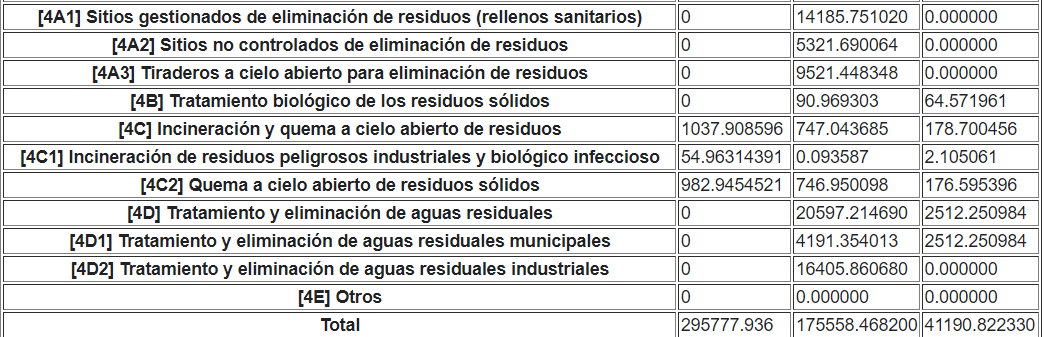 [4A1] Sitios gestionados de eliminación de residuos (rellenos sanitarios) 0 14185.751020 0.000000
[4A2] Sitios no controlados de eliminación de residuos 0 5321.690064 0.000000
[4A3] Tiraderos a cielo abierto para eliminación de residuos 0 9521.448348 0.000000
[4B] Tratamiento biológico de los residuos sólidos 0 90.969303 64.571961
[4C] Incineración y quema a cielo abierto de residuos 1037.908596 747.043685 178.700456
[4C1] Incineración de residuos peligrosos industriales y biológico infeccioso 54.96314391 0.093587 2.105061
[4C2] Quema a cielo abierto de residuos sólidos 982.9454521 746.950098 176.595396
[4D] Tratamiento y eliminación de aguas residuales 0 20597.214690 2512.250984
[4D1] Tratamiento y eliminación de aguas residuales municipales 0 4191.354013 2512.250984
[4D2] Tratamiento y eliminación de aguas residuales industriales 0 16405.860680 0.000000
[4E] Otros 0 0.000000 0.000000
Total 295777.936 175558.468200 41190.822330